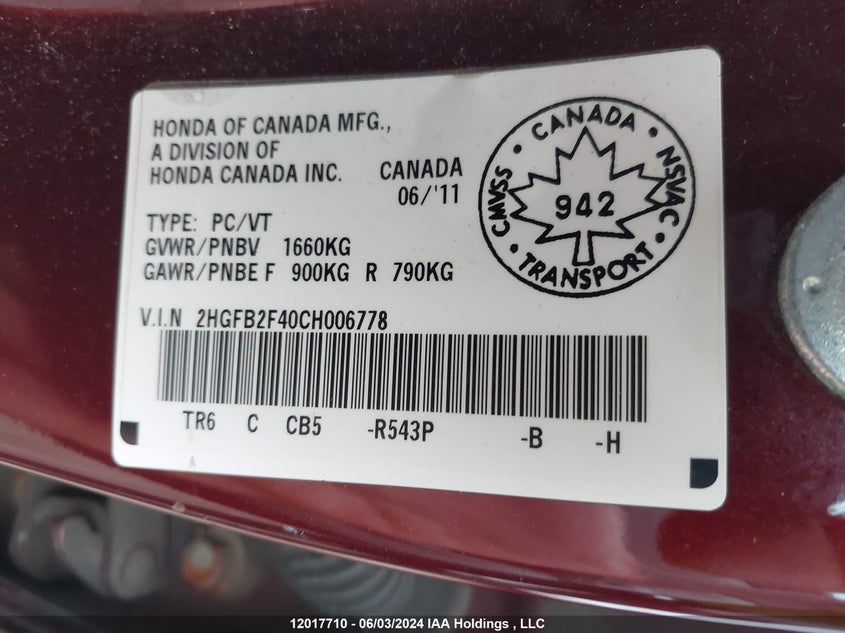 HONDA OF CANADA MFG.,
A DIVISION OF
HONDA CANADA INC. CANADA
06/'11
TYPE: PC/VT
GVWR/PNBV 1660KG
GAWR/PNBE F 900KG R 790KG
CANADA • NSVAC • TRANSPORT • CMVSS •
942
V.I.N 2HGFB2F40CH006778
TR6 C CB5 -R543P -B -H
12017710 - 06/03/2024 IAA Holdings , LLC